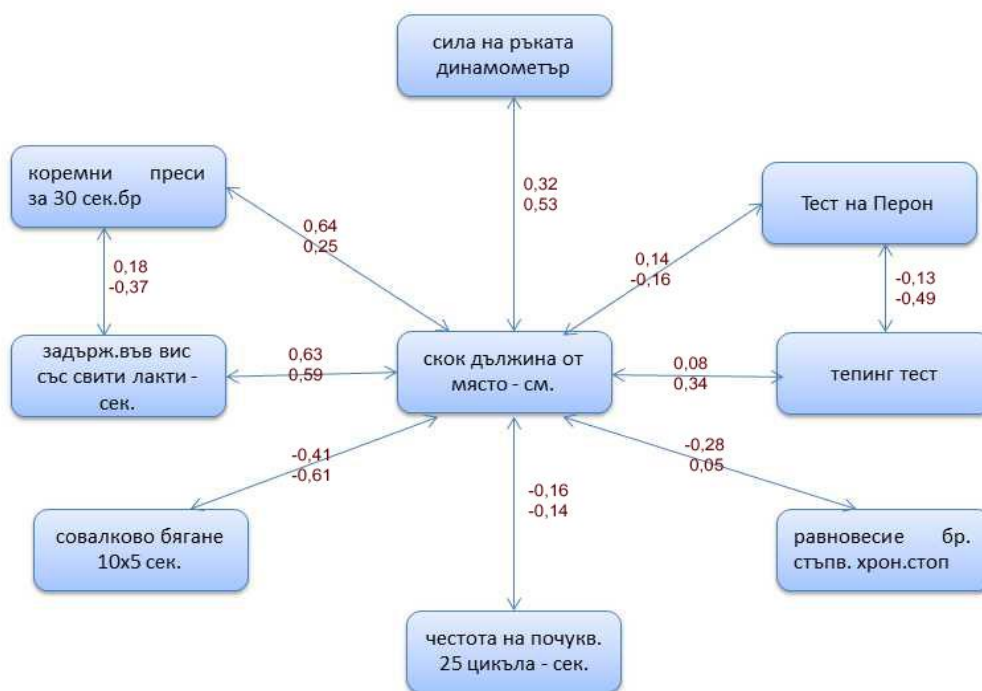 сила на ръката
динамометър
коремни преси
за 30 сек.бр
0,32
0,53
Тест на Перон
0,64
0,25
0,14
-0,16
0,18
-0,37
-0,13
-0,49
задърж.във вис
със свити лакти -
сек.
0,63
0,59
скок дължина от
място - см.
0,08
0,34
тепинг тест
-0,41
-0,61
-0,28
0,05
-0,16
-0,14
совалково бягане
10х5 сек.
равновесие бр.
стъпв. хрон.стоп
честота на почукв.
25 цикъла - сек.